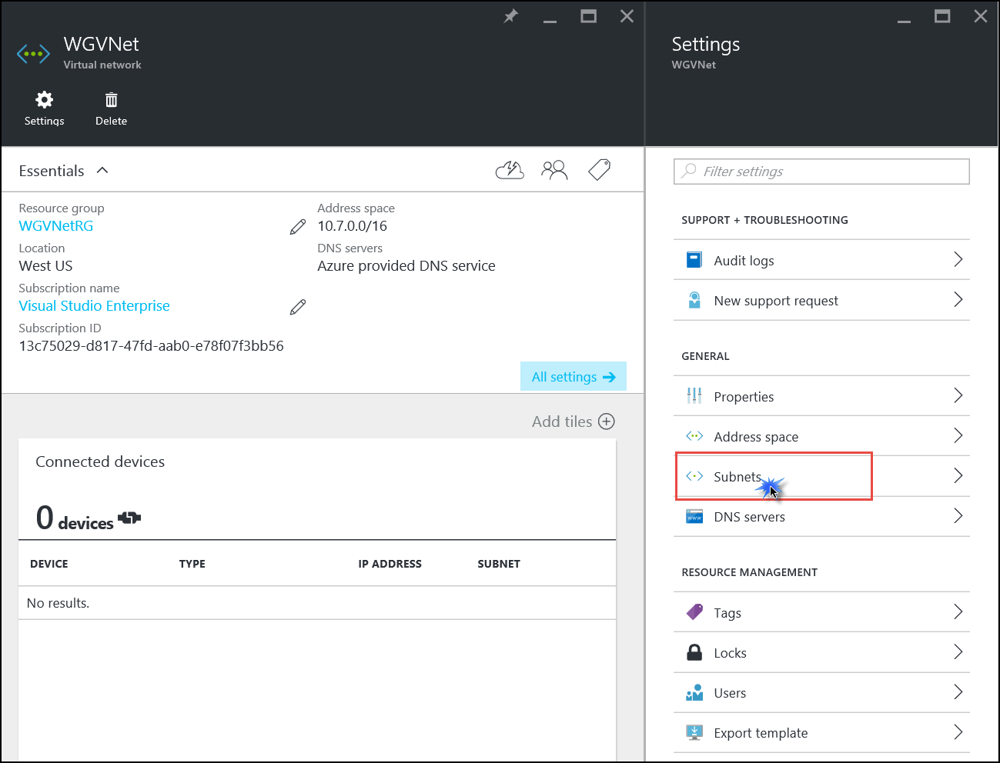 WGVNet
Virtual network
Settings
Delete
Essentials
Resource group
WGVNetRG
Location
West US
Subscription name
Visual Studio Enterprise
Subscription ID
13c75029-d817-47fd-aab0-e78f07f3bb56
Address space
10.7.0.0/16
DNS servers
Azure provided DNS service
All settings
Add tiles
Connected devices
0 devices
DEVICE TYPE IP ADDRESS SUBNET
No results.
Settings
WGVNet
Filter settings
SUPPORT + TROUBLESHOOTING
Audit logs
New support request
GENERAL
Properties
Address space
Subnets
WWW
DNS servers
RESOURCE MANAGEMENT
Tags
Locks
Users
Export template